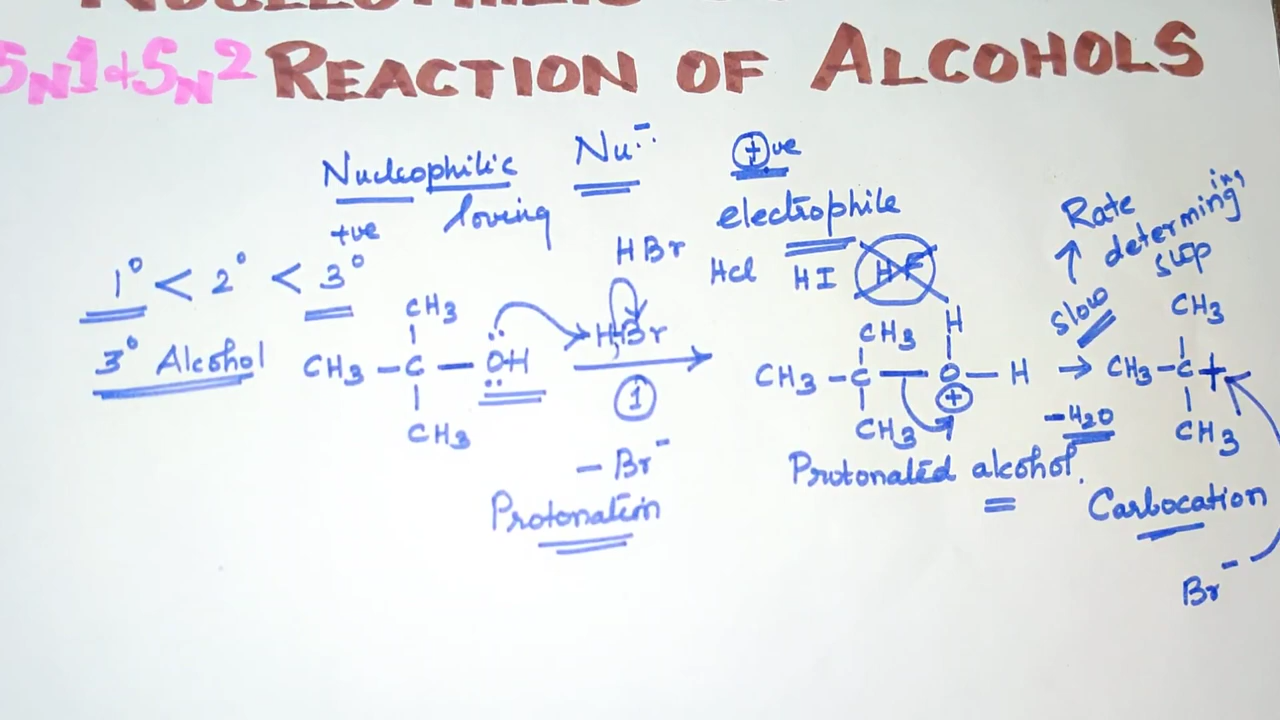 SN1+SN2 REACTION OF ALCOHOLS
Nucleophilic Nu⁻: ⊕ve
+ve loving electrophile
HBr HCl HI HF
1° < 2° < 3°
3° Alcohol
CH3
CH3 – C – OH
CH3
H–Br
①
– Br⁻
Protonation
H
CH3
CH3 – C – O – H
⊕
CH3
Protonated alcohol.
Rate determining step
slow
→
–H2O
CH3
CH3 – C +
CH3
Carbocation
Br⁻